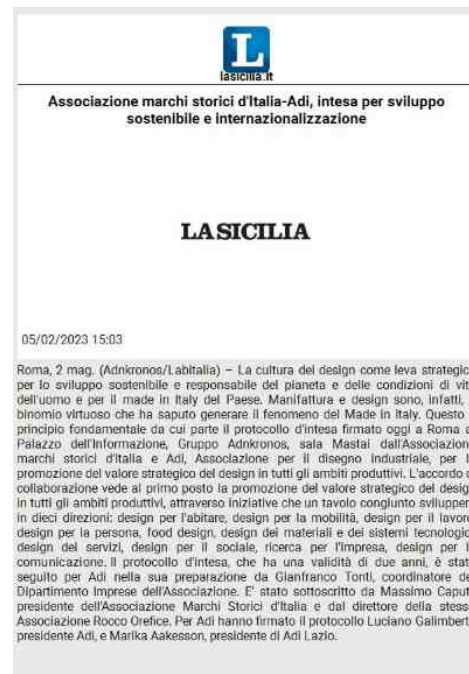 L
lasicilia.it
Associazione marchi storici d'Italia-Adi, intesa per sviluppo
sostenibile e internazionalizzazione
LA SICILIA
05/02/2023 15:03
Roma, 2 mag. (Adnkronos/Labitalia) – La cultura del design come leva strategic
per lo sviluppo sostenibile e responsabile del pianeta e delle condizioni di vit
dell'uomo e per il made in Italy del Paese. Manifattura e design sono, infatti,
binomio virtuoso che ha saputo generare il fenomeno del Made in Italy. Questo
principio fondamentale da cui parte il protocollo d'intesa firmato oggi a Roma a
Palazzo dell'Informazione, Gruppo Adnkronos, sala Mastai dall'Association
marchi storici d'Italia e Adi, Associazione per il disegno industriale, per l
promozione del valore strategico del design in tutti gli ambiti produttivi. L'accordo d
collaborazione vede al primo posto la promozione del valore strategico del desig
in tutti gli ambiti produttivi, attraverso iniziative che un tavolo congiunto svilupper
in dieci direzioni: design per l'abitare, design per la mobilità, design per il lavor
design per la persona, food design, design dei materiali e dei sistemi tecnologic
design dei servizi, design per il sociale, ricerca per l'impresa, design per l
comunicazione. Il protocollo d'intesa, che ha una validità di due anni, è stat
seguito per Adi nella sua preparazione da Gianfranco Tonti, coordinatore de
Dipartimento Imprese dell'Associazione. E' stato sottoscritto da Massimo Caput
presidente dell'Associazione Marchi Storici d'Italia e dal direttore della stess
Associazione Rocco Orefice. Per Adi hanno firmato il protocollo Luciano Galimbert
presidente Adi, e Marika Aakesson, presidente di Adi Lazio.